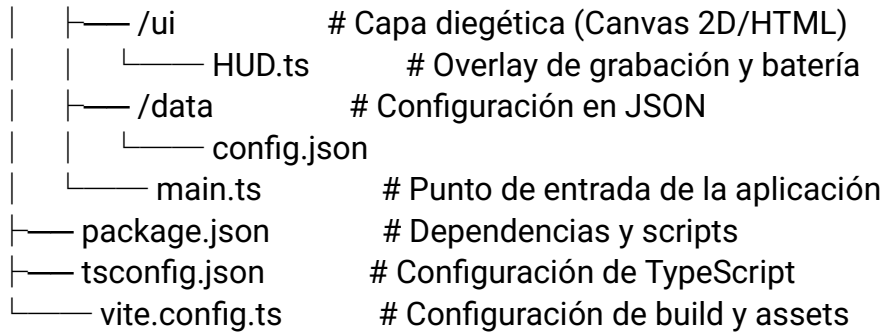 │ ├── /ui # Capa diegética (Canvas 2D/HTML)
│ │ └── HUD.ts # Overlay de grabación y batería
│ ├── /data # Configuración en JSON
│ │ └── config.json
│ └── main.ts # Punto de entrada de la aplicación
├── package.json # Dependencias y scripts
├── tsconfig.json # Configuración de TypeScript
└── vite.config.ts # Configuración de build y assets